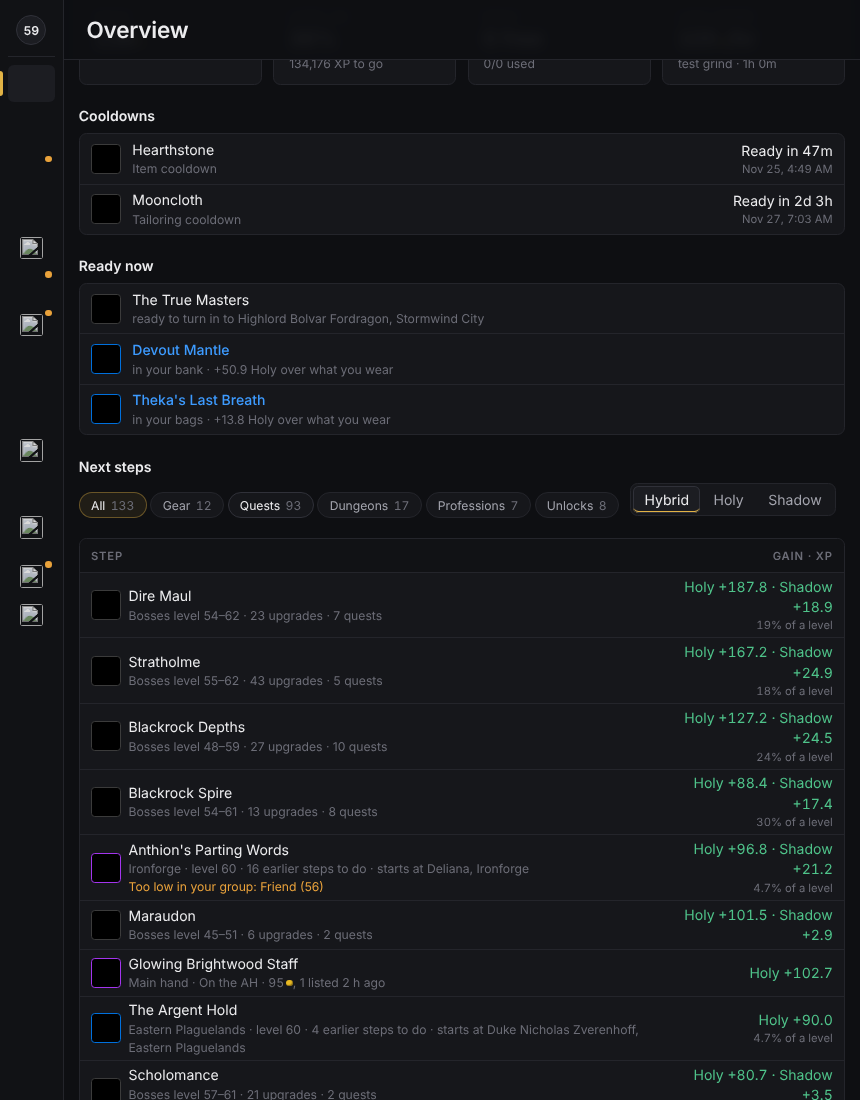 59
Overview
134,176 XP to go
0/0 used
test grind · 1h 0m
Cooldowns
Hearthstone
Ready in 47m
Item cooldown
Nov 25, 4:49 AM
Mooncloth
Ready in 2d 3h
Tailoring cooldown
Nov 27, 7:03 AM
Ready now
The True Masters
ready to turn in to Highlord Bolvar Fordragon, Stormwind City
Devout Mantle
in your bank · +50.9 Holy over what you wear
Theka's Last Breath
in your bags · +13.8 Holy over what you wear
Next steps
All 133 Gear 12 Quests 93 Dungeons 17 Professions 7 Unlocks 8 Hybrid Holy Shadow
STEP GAIN · XP
Dire Maul
Bosses level 54–62 · 23 upgrades · 7 quests
Holy +187.8 · Shadow
+18.9
19% of a level
Stratholme
Bosses level 55–62 · 43 upgrades · 5 quests
Holy +167.2 · Shadow
+24.9
18% of a level
Blackrock Depths
Bosses level 48–59 · 27 upgrades · 10 quests
Holy +127.2 · Shadow
+24.5
24% of a level
Blackrock Spire
Bosses level 54–61 · 13 upgrades · 8 quests
Holy +88.4 · Shadow
+17.4
30% of a level
Anthion's Parting Words
Ironforge · level 60 · 16 earlier steps to do · starts at Deliana, Ironforge
Too low in your group: Friend (56)
Holy +96.8 · Shadow
+21.2
4.7% of a level
Maraudon
Bosses level 45–51 · 6 upgrades · 2 quests
Holy +101.5 · Shadow
+2.9
Glowing Brightwood Staff
Main hand · On the AH · 95, 1 listed 2 h ago
Holy +102.7
The Argent Hold
Eastern Plaguelands · level 60 · 4 earlier steps to do · starts at Duke Nicholas Zverenhoff,
Eastern Plaguelands
Holy +90.0
4.7% of a level
Scholomance
Bosses level 57–61 · 21 upgrades · 2 quests
Holy +80.7 · Shadow
+3.5